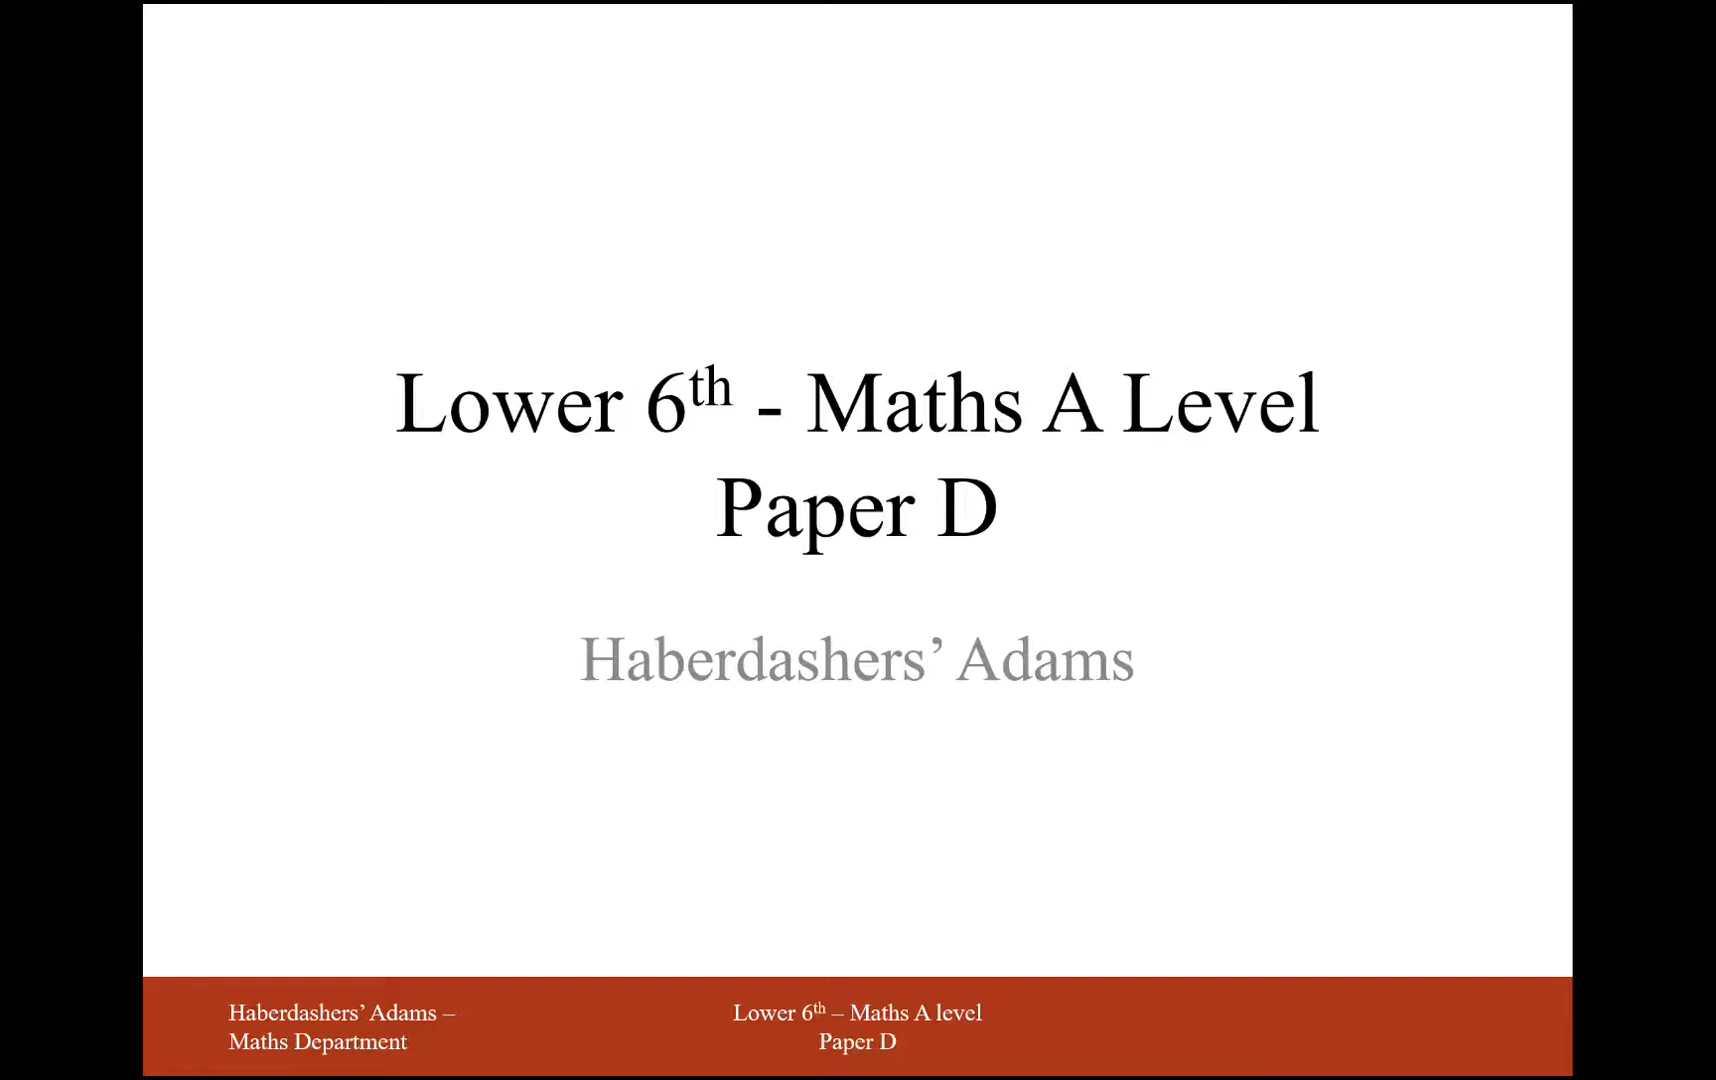 Lower 6th - Maths A Level
Paper D
Haberdashers’ Adams
Haberdashers’ Adams –
Maths Department
Lower 6th – Maths A level
Paper D